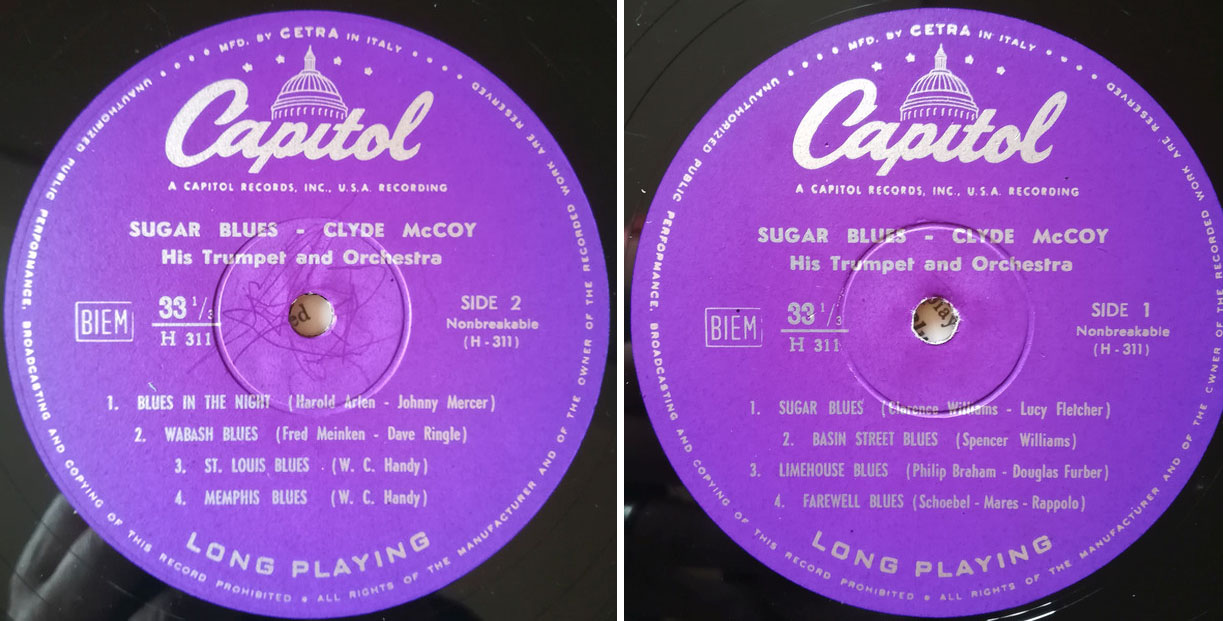 MFD. BY CETRA IN ITALY
Capitol
A CAPITOL RECORDS, INC., U.S.A. RECORDING
SUGAR BLUES - CLYDE McCOY
His Trumpet and Orchestra
BIEM
33 1/3
H 311
SIDE 2
Nonbreakable
(H - 311)
1. BLUES IN THE NIGHT (Harold Arlen - Johnny Mercer)
2. WABASH BLUES (Fred Meinken - Dave Ringle)
3. ST. LOUIS BLUES (W. C. Handy)
4. MEMPHIS BLUES (W. C. Handy)
LONG PLAYING
UNAUTHORIZED PUBLIC PERFORMANCE, BROADCASTING AND COPYING OF THIS RECORD PROHIBITED • ALL RIGHTS OF THE MANUFACTURER AND OF THE OWNER OF THE RECORDED WORK ARE RESERVED
ed
MFD. BY CETRA IN ITALY
Capitol
A CAPITOL RECORDS, INC., U.S.A. RECORDING
SUGAR BLUES - CLYDE McCOY
His Trumpet and Orchestra
BIEM
33 1/3
H 311
SIDE 1
Nonbreakable
(H - 311)
1. SUGAR BLUES (Clarence Williams - Lucy Fletcher)
2. BASIN STREET BLUES (Spencer Williams)
3. LIMEHOUSE BLUES (Philip Braham - Douglas Furber)
4. FAREWELL BLUES (Schoebel - Mares - Rappolo)
LONG PLAYING
UNAUTHORIZED PUBLIC PERFORMANCE, BROADCASTING AND COPYING OF THIS RECORD PROHIBITED • ALL RIGHTS OF THE MANUFACTURER AND OF THE OWNER OF THE RECORDED WORK ARE RESERVED